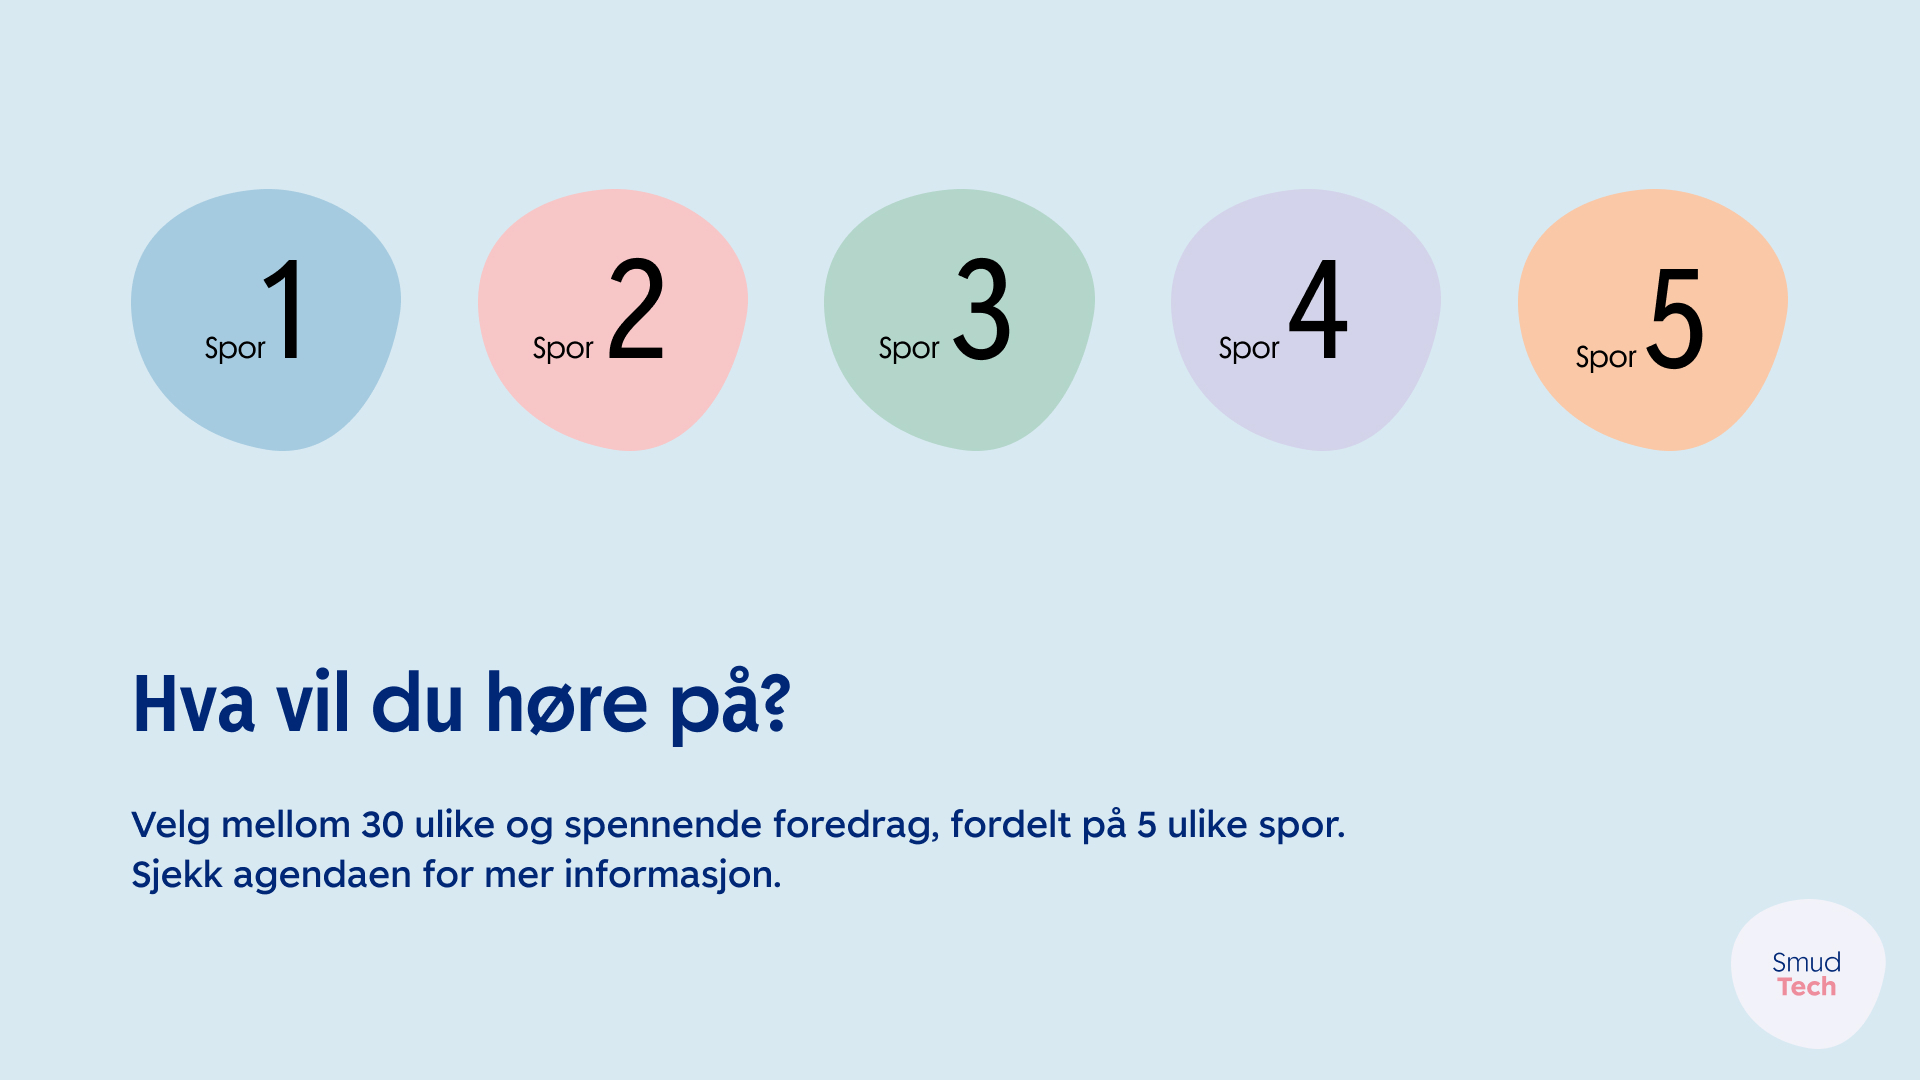 Spor 1
Spor 2
Spor 3
Spor 4
Spor 5
Hva vil du høre på?
Velg mellom 30 ulike og spennende foredrag, fordelt på 5 ulike spor.
Sjekk agendaen for mer informasjon.
Smud
Tech